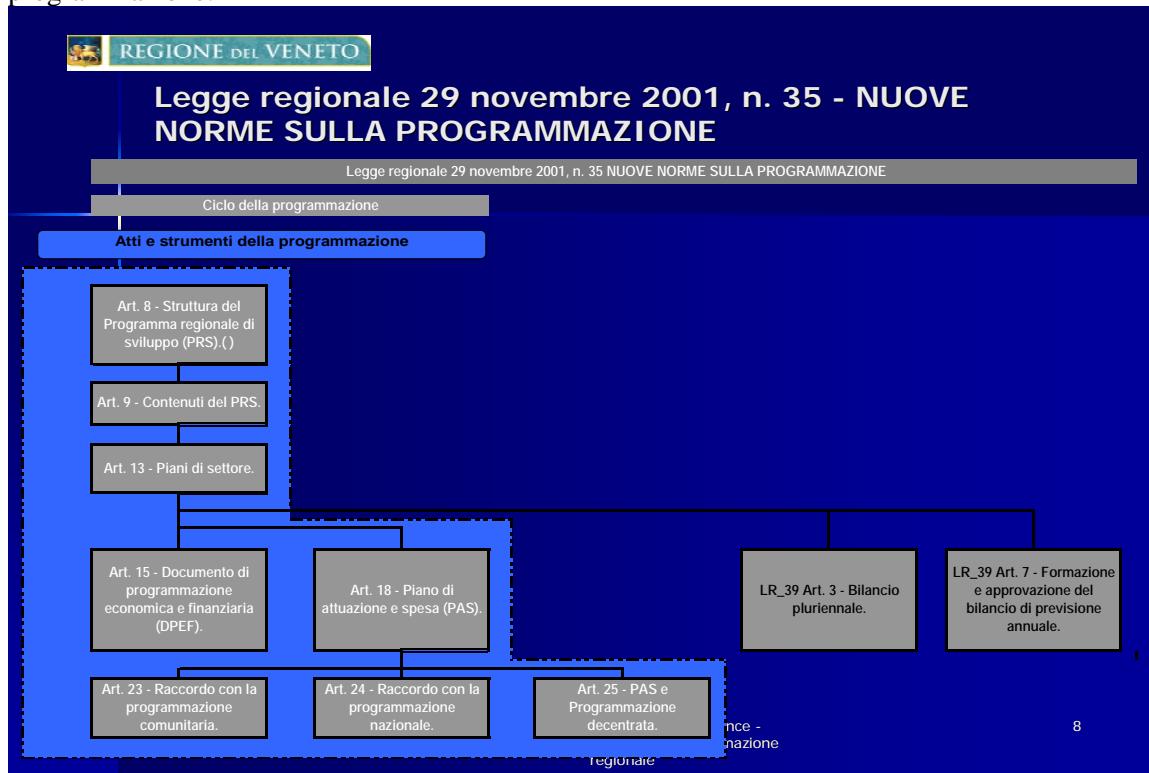 REGIONE DEL VENETO
Legge regionale 29 novembre 2001, n. 35 - NUOVE
NORME SULLA PROGRAMMAZIONE
Legge regionale 29 novembre 2001, n. 35 NUOVE NORME SULLA PROGRAMMAZIONE
Ciclo della programmazione
Atti e strumenti della programmazione
Art. 8 - Struttura del
Programma regionale di
sviluppo (PRS).( )
Art. 9 - Contenuti del PRS.
Art. 13 - Piani di settore.
Art. 15 - Documento di
programmazione
economica e finanziaria
(DPEF).
Art. 18 - Piano di
attuazione e spesa (PAS).
LR_39 Art. 3 - Bilancio
pluriennale.
LR_39 Art. 7 - Formazione
e approvazione del
bilancio di previsione
annuale.
Art. 23 - Raccordo con la
programmazione
comunitaria.
Art. 24 - Raccordo con la
programmazione
nazionale.
Art. 25 - PAS e
Programmazione
decentrata.
nce -
mazione
regionale
8